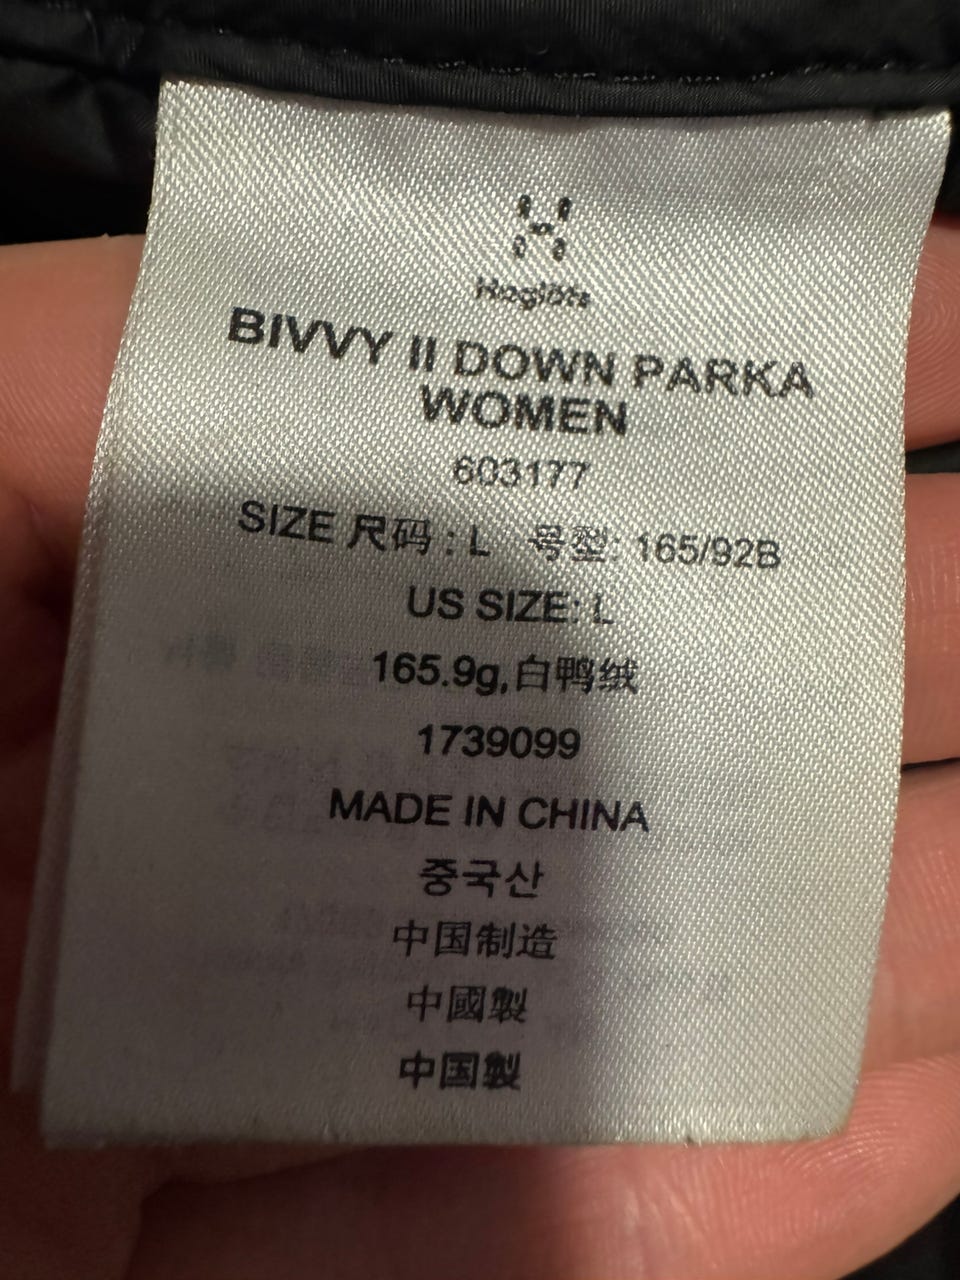 Haglöfs
BIVVY II DOWN PARKA
WOMEN
603177
SIZE 尺码 : L 号型: 165/92B
US SIZE: L
165.9g,白鸭绒
1739099
MADE IN CHINA
중국산
中国制造
中國製
中国製